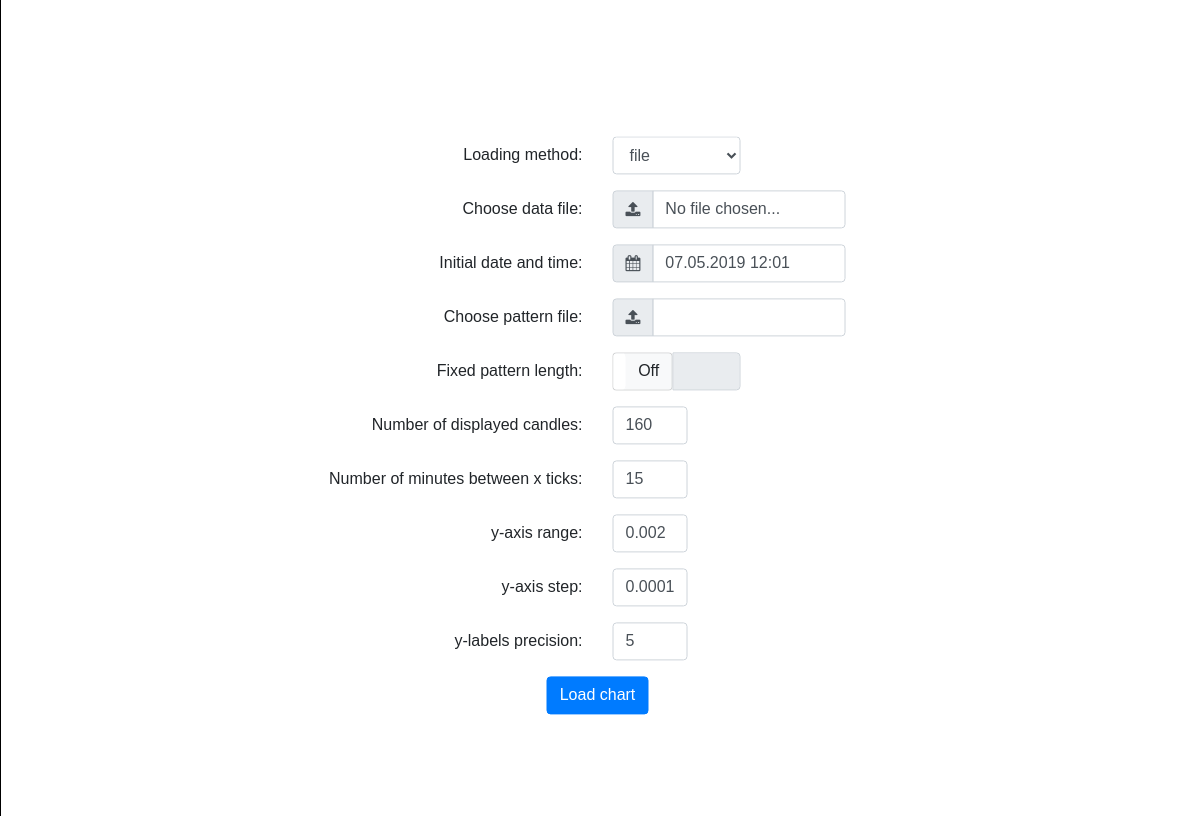 Loading method: file
Choose data file: No file chosen...
Initial date and time: 07.05.2019 12:01
Choose pattern file:
Fixed pattern length: Off
Number of displayed candles: 160
Number of minutes between x ticks: 15
y-axis range: 0.002
y-axis step: 0.0001
y-labels precision: 5
Load chart